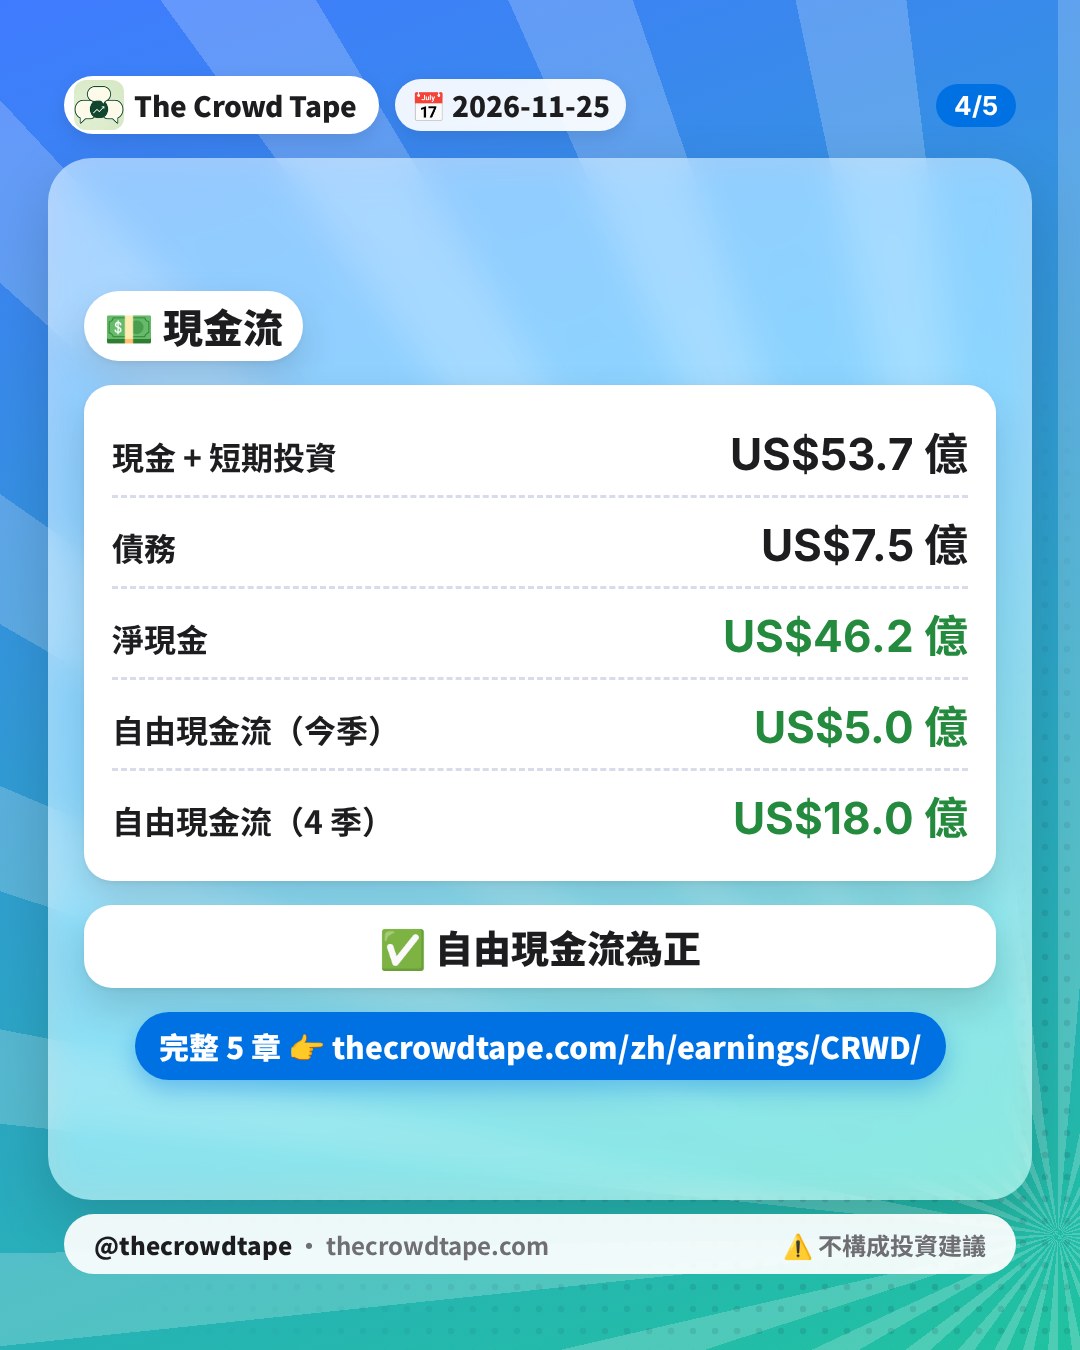 The Crowd Tape
📅 2026-11-25
4/5
💵 現金流
現金 + 短期投資 US$53.7 億
債務 US$7.5 億
淨現金 US$46.2 億
自由現金流（今季） US$5.0 億
自由現金流（4 季） US$18.0 億
✅ 自由現金流為正
完整 5 章 👉 thecrowdtape.com/zh/earnings/CRWD/
@thecrowdtape • thecrowdtape.com
⚠️ 不構成投資建議